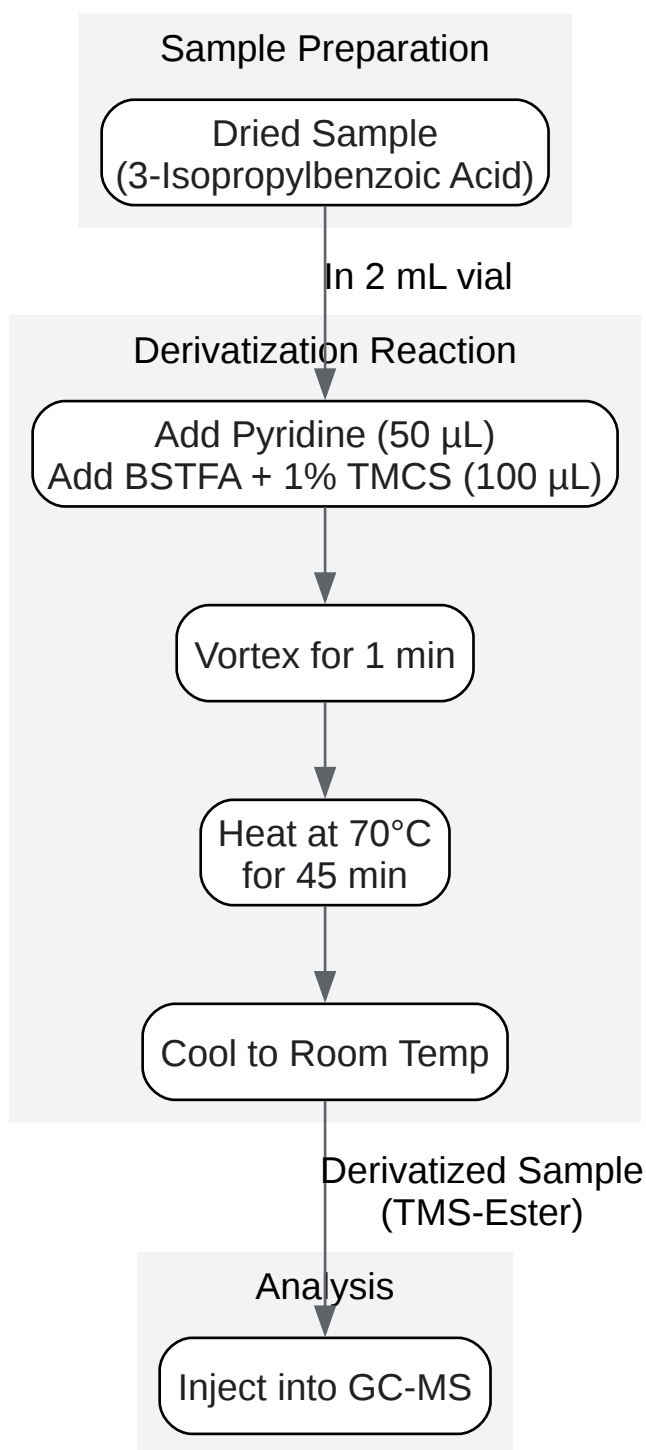 Sample Preparation
Dried Sample
(3-Isopropylbenzoic Acid)
In 2 mL vial
Derivatization Reaction
Add Pyridine (50 µL)
Add BSTFA + 1% TMCS (100 µL)
Vortex for 1 min
Heat at 70°C
for 45 min
Cool to Room Temp
Derivatized Sample
(TMS-Ester)
Analysis
Inject into GC-MS